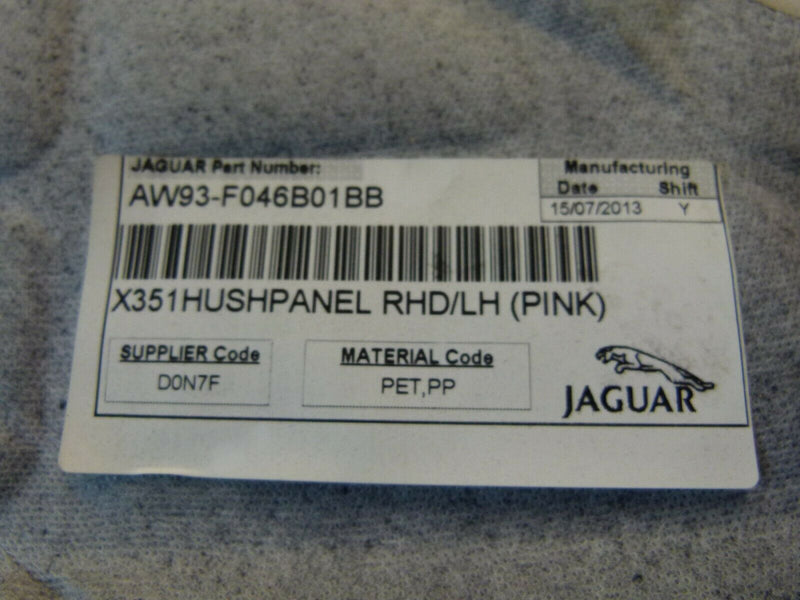 JAGUAR Part Number:
AW93-F046B01BB
Manufacturing
Date Shift
15/07/2013 Y
X351HUSHPANEL RHD/LH (PINK)
SUPPLIER Code
D0N7F
MATERIAL Code
PET,PP
JAGUAR